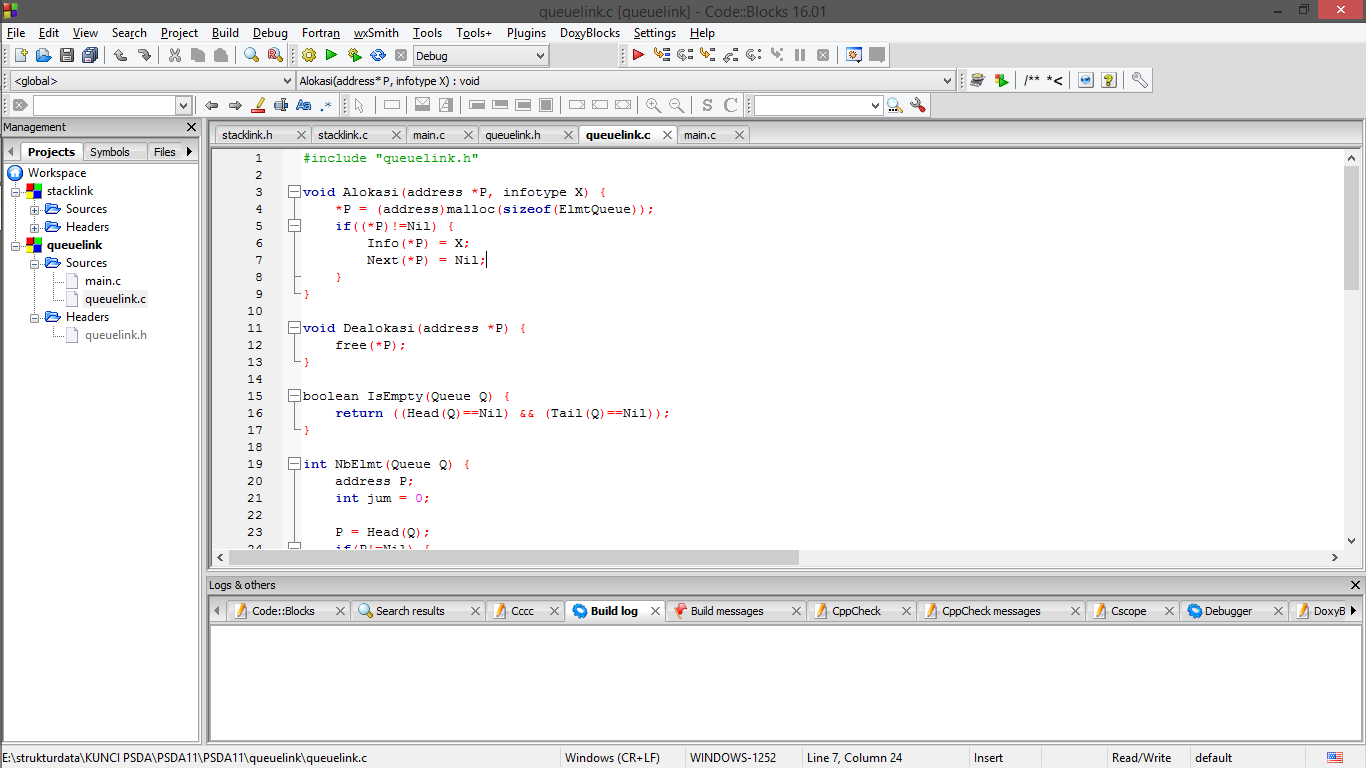 queuelink.c [queuelink] - Code::Blocks 16.01
File Edit View Search Project Build Debug Fortran wxSmith Tools Tools+ Plugins DoxyBlocks Settings Help
Debug
<global> Alokasi(address* P, infotype X) : void
/** *<
Aa .* S C
Management
Projects Symbols Files
Workspace
stacklink
Sources
Headers
queuelink
Sources
main.c
queuelink.c
Headers
queuelink.h
stacklink.h stacklink.c main.c queuelink.h queuelink.c main.c
1 #include "queuelink.h"
2
3 void Alokasi(address *P, infotype X) {
4 *P = (address)malloc(sizeof(ElmtQueue));
5 if((*P)!=Nil) {
6 Info(*P) = X;
7 Next(*P) = Nil;
8 }
9 }
10
11 void Dealokasi(address *P) {
12 free(*P);
13 }
14
15 boolean IsEmpty(Queue Q) {
16 return ((Head(Q)==Nil) && (Tail(Q)==Nil));
17 }
18
19 int NbElmt(Queue Q) {
20 address P;
21 int jum = 0;
22
23 P = Head(Q);
24 if(P!=Nil) {
Logs & others
Code::Blocks Search results Cccc Build log Build messages CppCheck CppCheck messages Cscope Debugger DoxyB
E:\strukturdata\KUNCI PSDA\PSDA11\PSDA11\queuelink\queuelink.c Windows (CR+LF) WINDOWS-1252 Line 7, Column 24 Insert Read/Write default